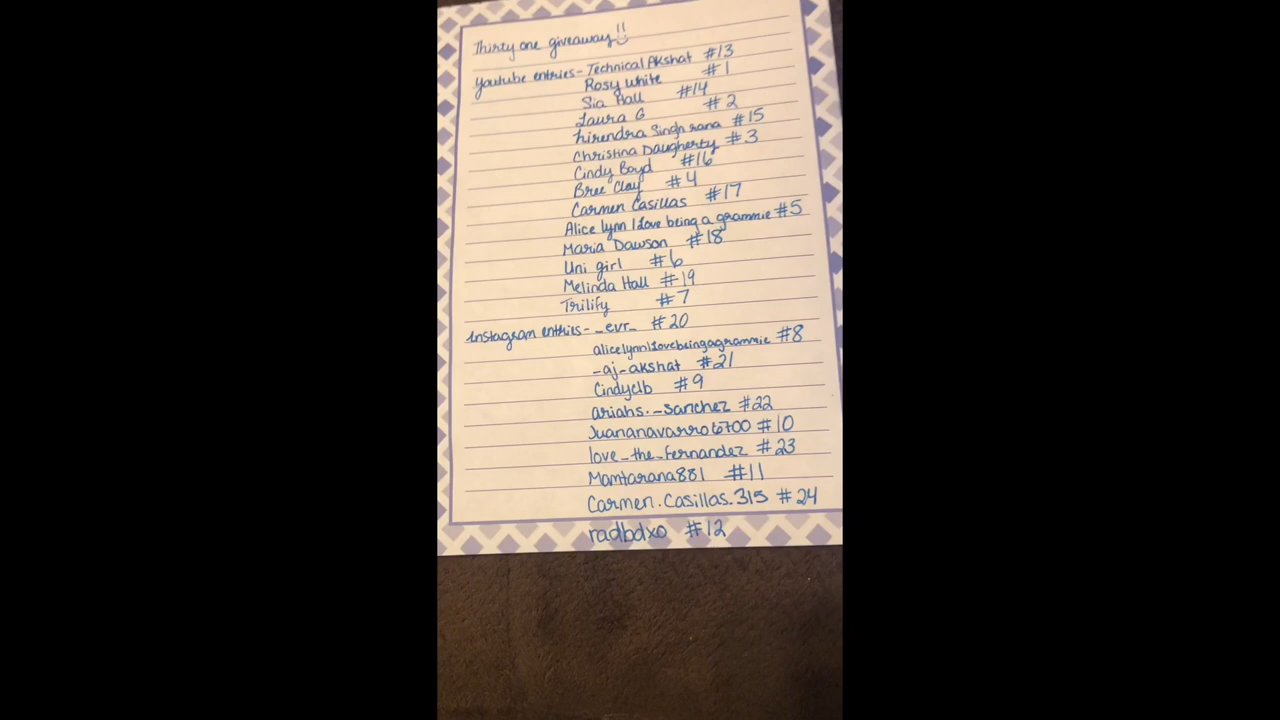 Thirty one giveaway!!
Youtube entries- Technical Akshat #13
Rosy White #1
Sia Hall #14
Laura G #2
hirendra Singh rana #15
Christina Daugherty #3
Cindy Boyd #16
Bree Clay #4
Carmen Casillas #17
Alice lynn I love being a grammie #5
Maria Dawson #18
Uni girl #6
Melinda Hall #19
Trilify #7
Instagram entries- _evr_ #20
alicelynnilovebeingagrammie #8
-aj-akshat #21
Cindyclb #9
ariahs._sanchez #22
Juananavarro6700 #10
love_the_fernandez #23
Mamtarana881 #11
Carmen.Casillas.315 #24
radbdxo #12